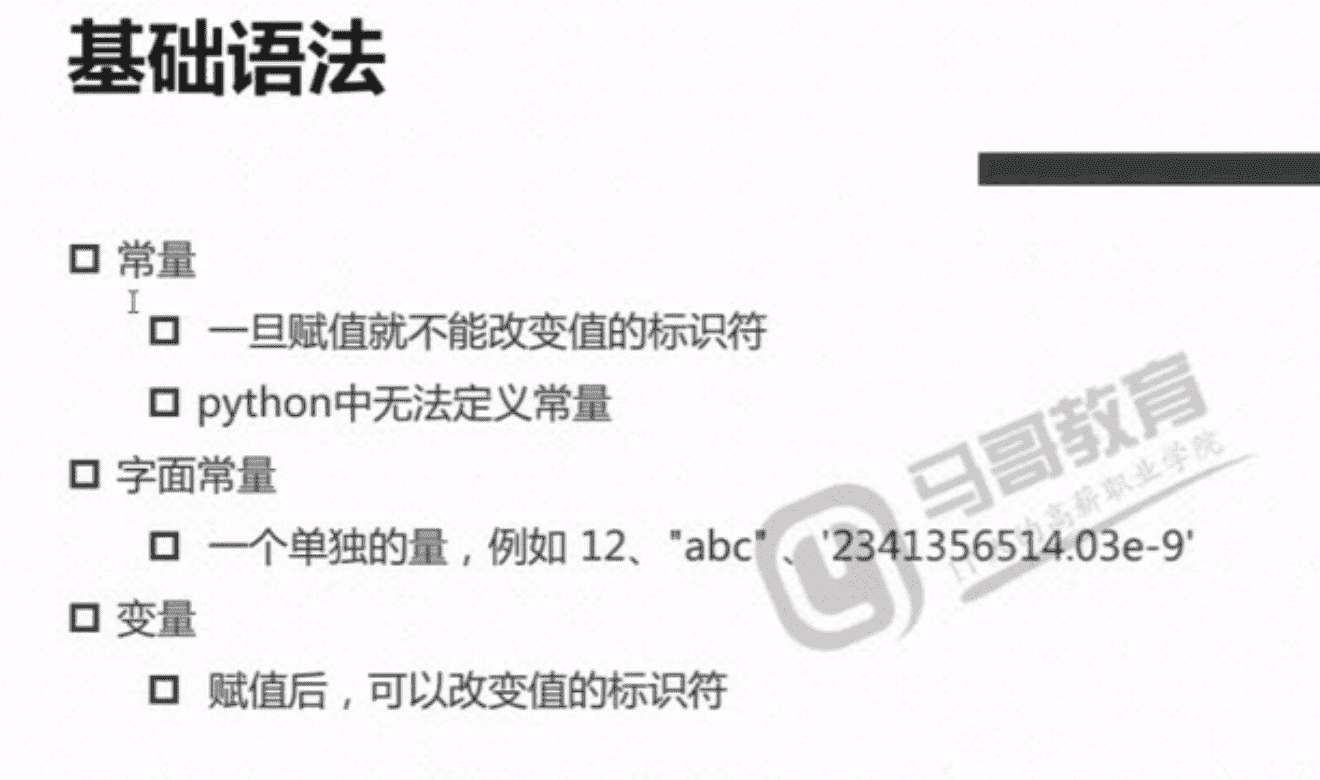 基础语法
常量
一旦赋值就不能改变值的标识符
python中无法定义常量
字面常量
一个单独的量，例如 12、"abc" 、'2341356514.03e-9'
变量
赋值后，可以改变值的标识符
马哥教育
高薪职业学院